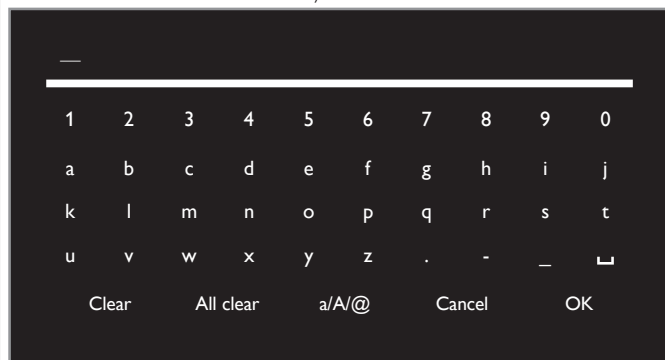 _
1 2 3 4 5 6 7 8 9 0
a b c d e f g h i j
k l m n o p q r s t
u v w x y z . - _ ␣
Clear All clear a/A/@ Cancel OK